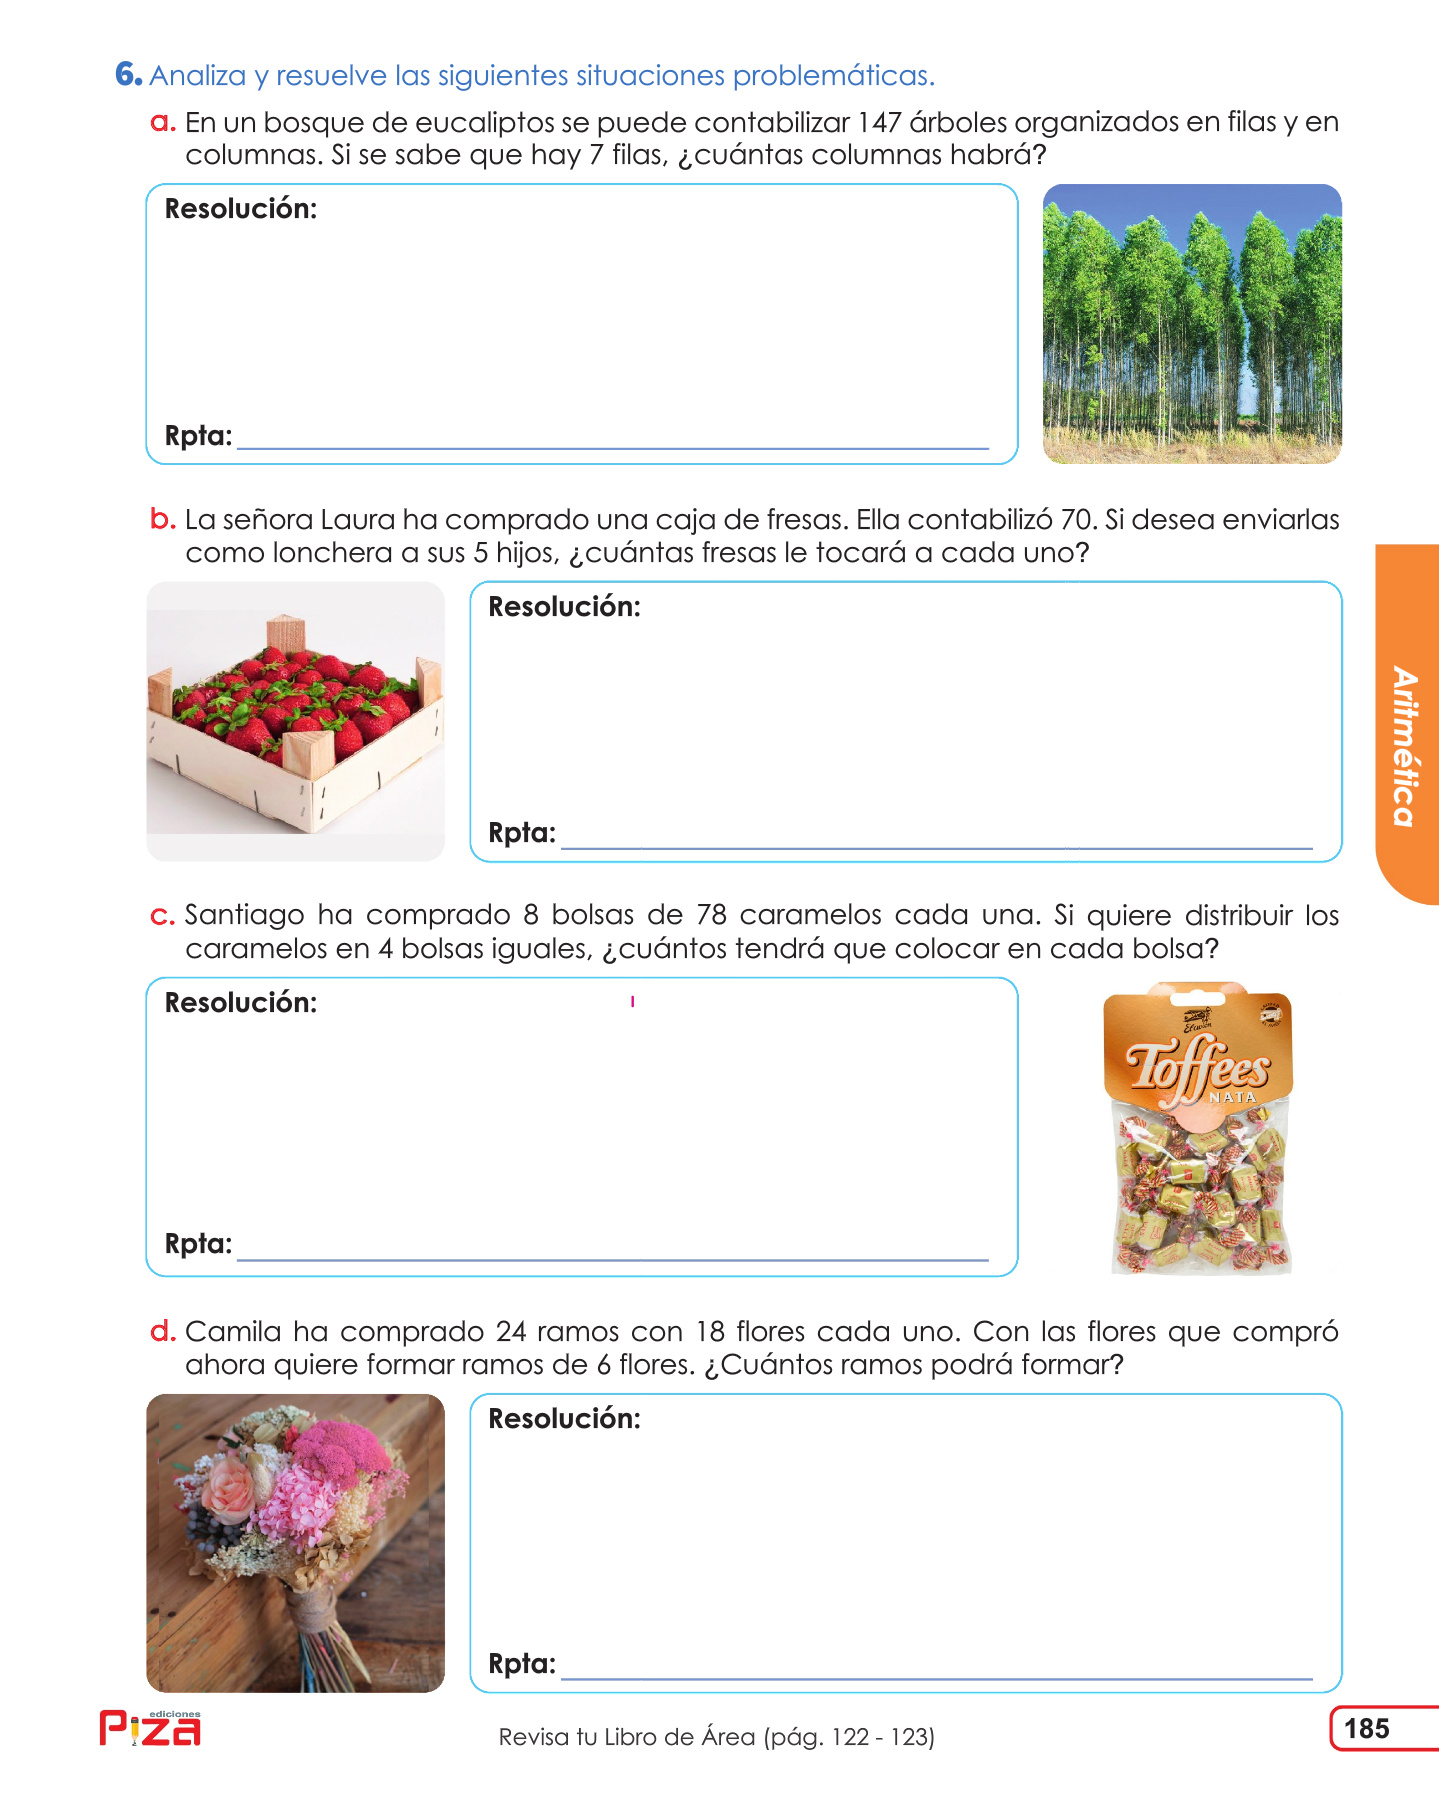 6. Analiza y resuelve las siguientes situaciones problemáticas.
a. En un bosque de eucaliptos se puede contabilizar 147 árboles organizados en filas y en
columnas. Si se sabe que hay 7 filas, ¿cuántas columnas habrá?
Resolución:
Rpta:
b. La señora Laura ha comprado una caja de fresas. Ella contabilizó 70. Si desea enviarlas
como lonchera a sus 5 hijos, ¿cuántas fresas le tocará a cada uno?
Resolución:
Rpta:
Aritmética
c. Santiago ha comprado 8 bolsas de 78 caramelos cada una. Si quiere distribuir los
caramelos en 4 bolsas iguales, ¿cuántos tendrá que colocar en cada bolsa?
Resolución:
Toffees
NATA
Rpta:
d. Camila ha comprado 24 ramos con 18 flores cada uno. Con las flores que compró
ahora quiere formar ramos de 6 flores. ¿Cuántos ramos podrá formar?
Resolución:
Rpta:
ediciones
Piza
Revisa tu Libro de Área (pág. 122 - 123)
185